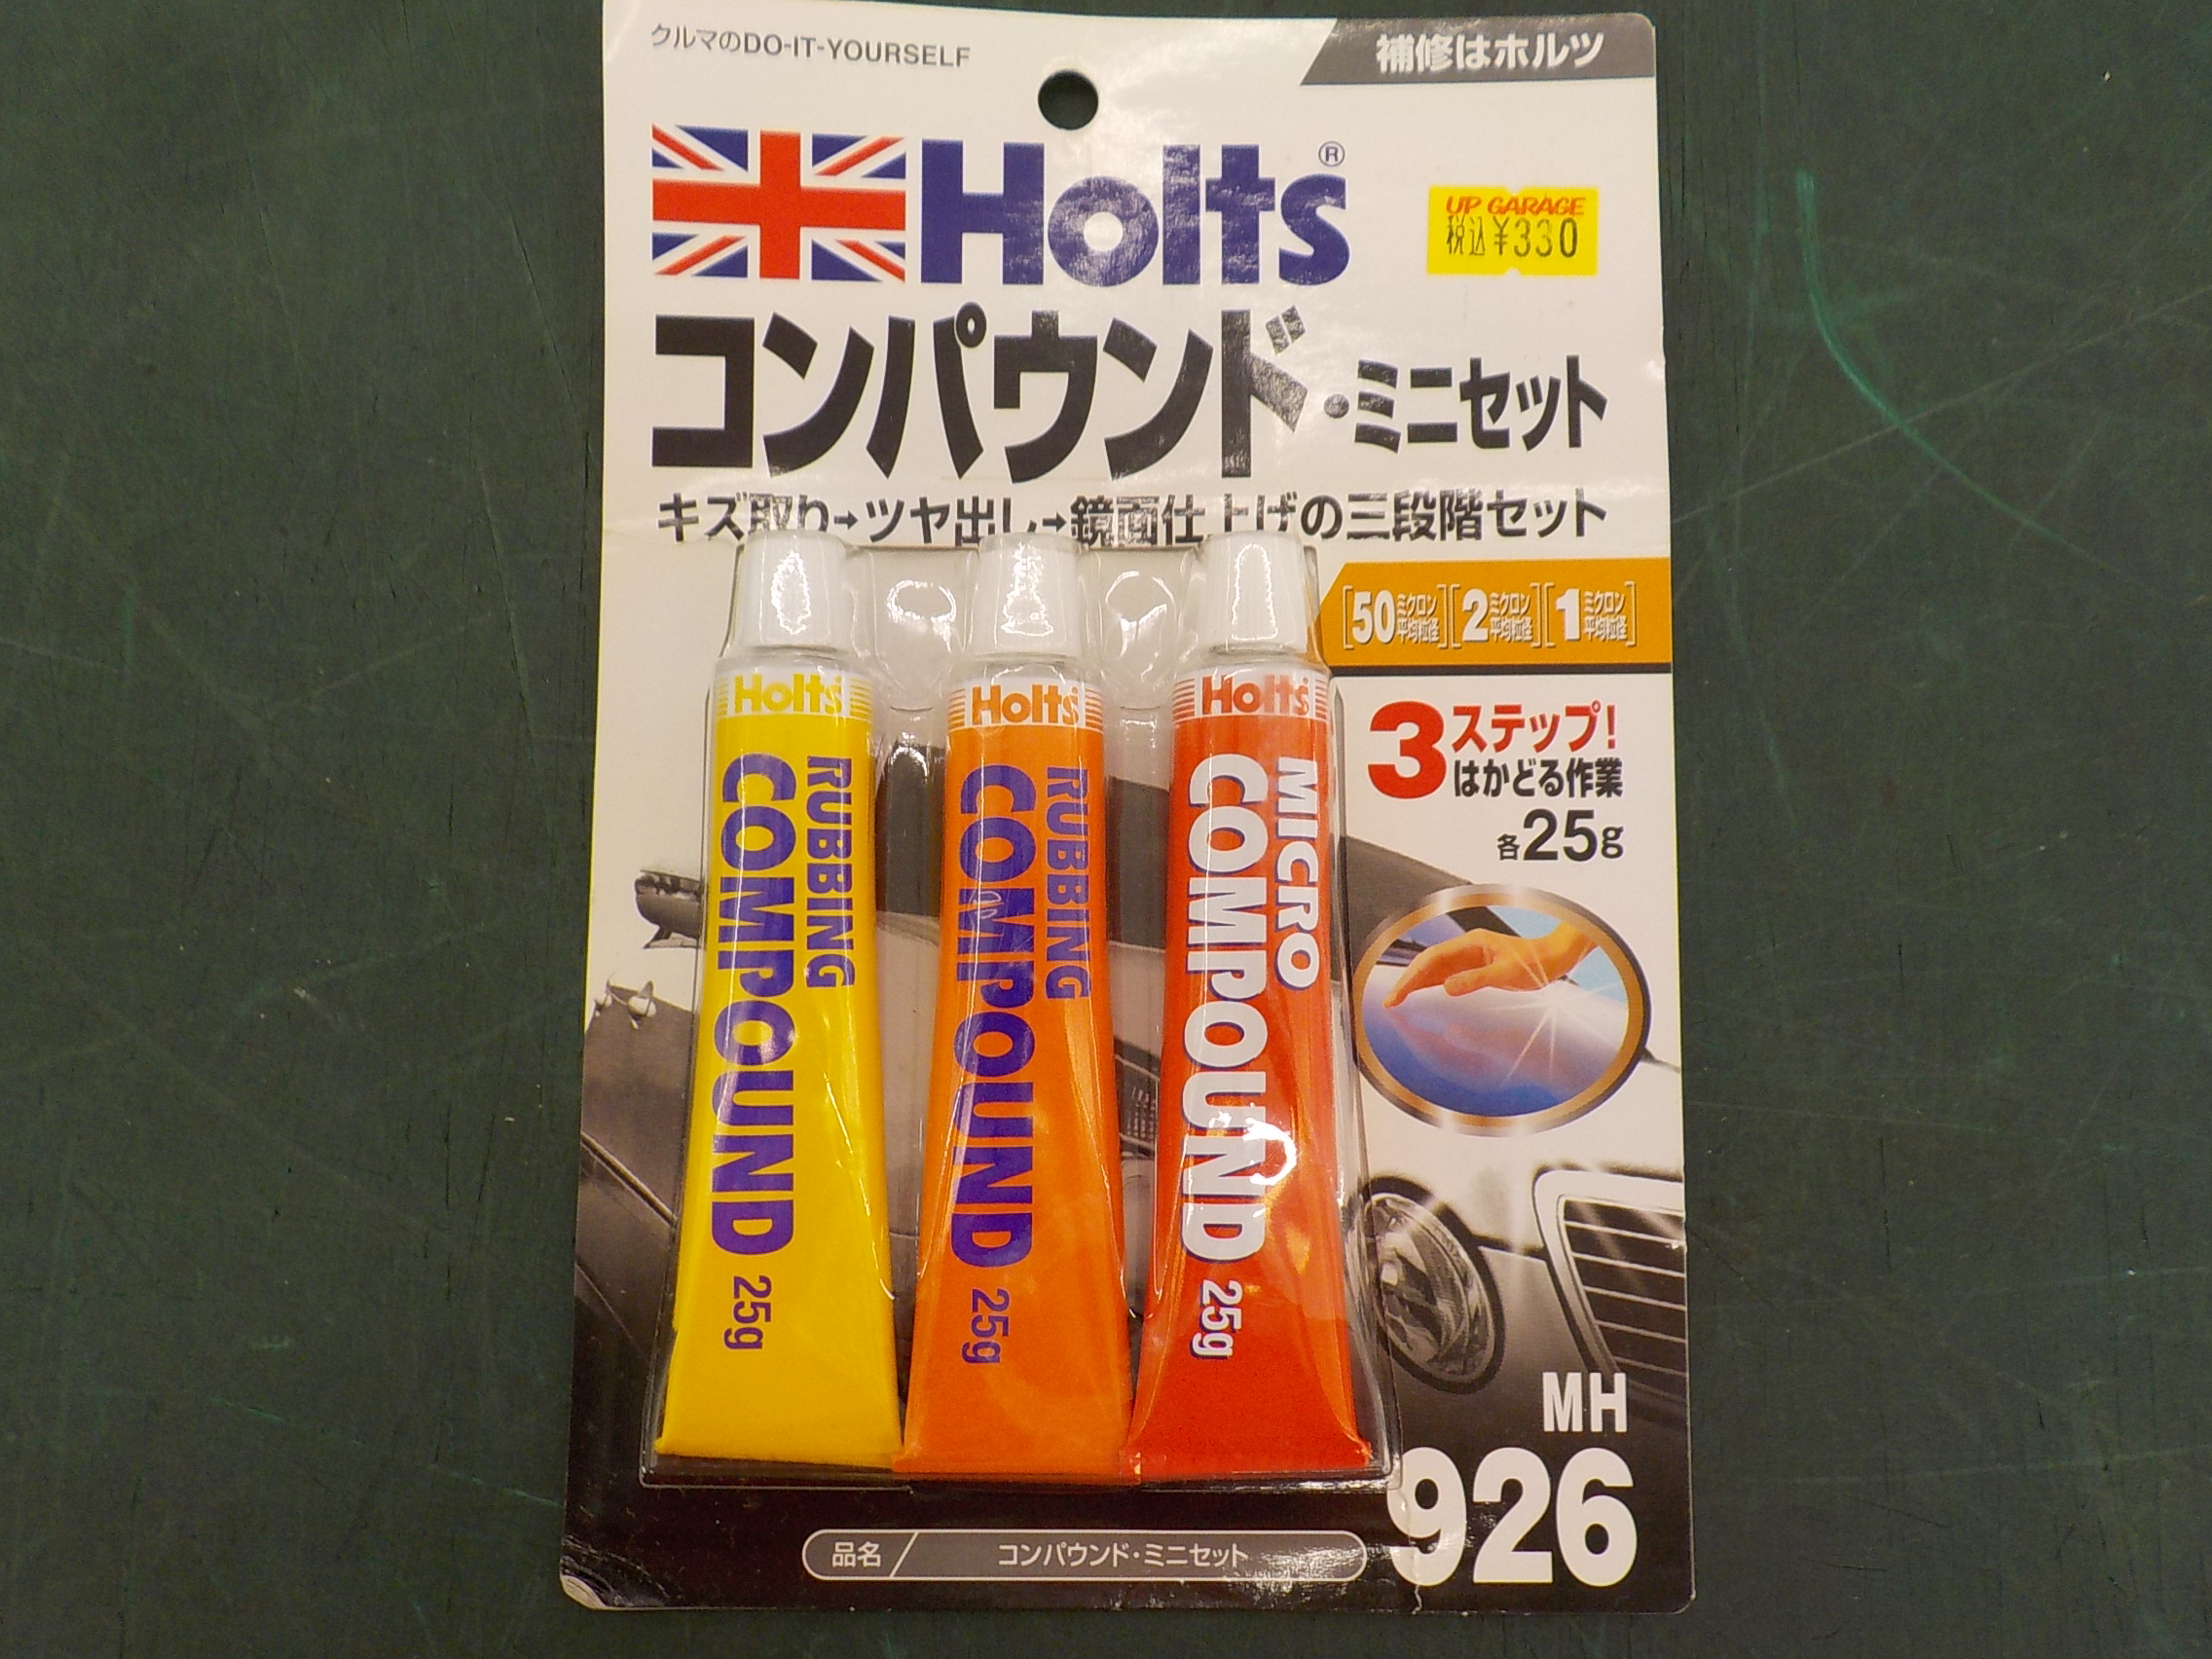 クルマのDO-IT-YOURSELF
補修はホルツ
Holts®
UP GARAGE
税込¥330
コンパウンド・ミニセット
キズ取り→ツヤ出し→鏡面仕上げの三段階セット
[50ミクロン平均粒径][2ミクロン平均粒径][1ミクロン平均粒径]
3ステップ!
はかどる作業
各25g
Holts
RUBBING
COMPOUND 25g
Holts
RUBBING
COMPOUND 25g
Holts
MICRO
COMPOUND 25g
MH
926
品名/コンパウンド・ミニセット